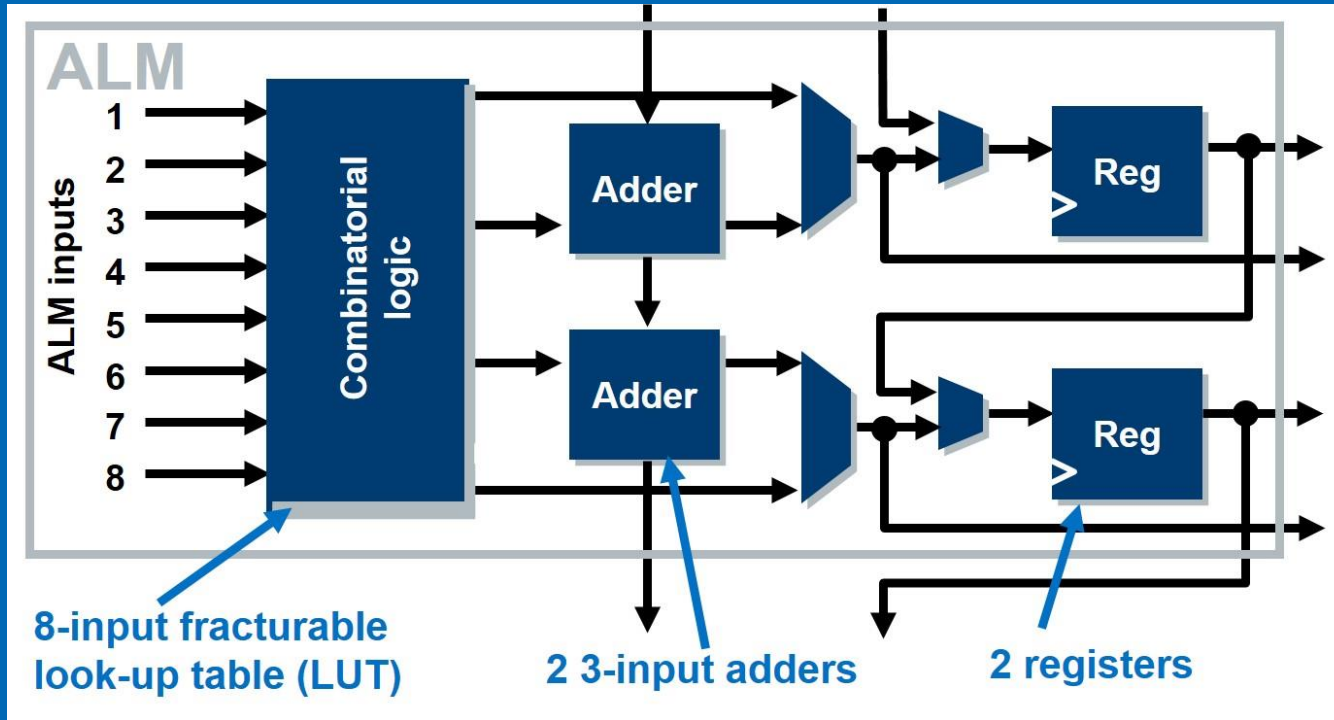 ALM
ALM inputs
1
2
3
4
5
6
7
8
Combinatorial
logic
Adder
Adder
Reg
Reg
8-input fracturable
look-up table (LUT)
2 3-input adders
2 registers